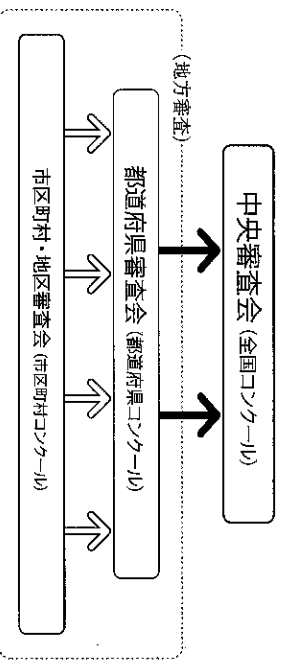 中央審査会(全国コンクール)
(地方審査)
都道府県審査会(都道府県コンクール)
市区町村・地区審査会(市区町村コンクール)